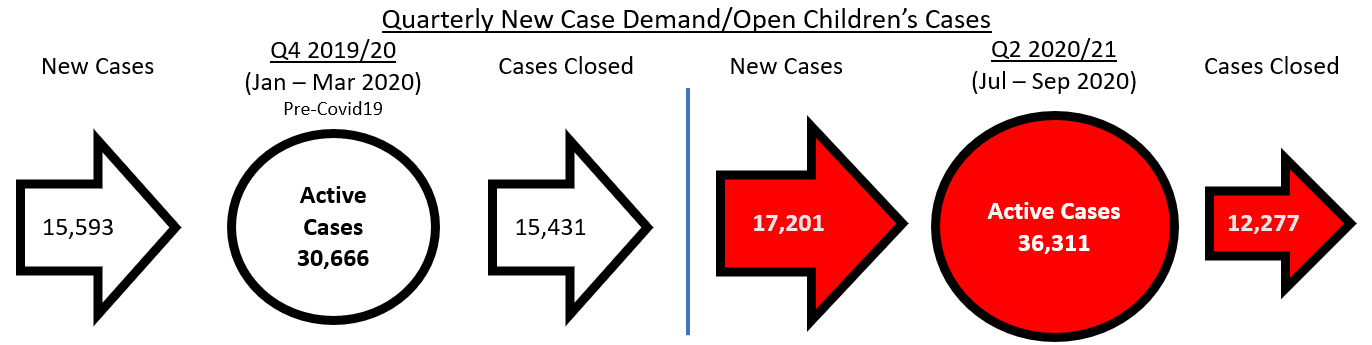 Quarterly New Case Demand/Open Children's Cases
New Cases
Q4 2019/20
(Jan – Mar 2020)
Pre-Covid19
Cases Closed
15,593
Active
Cases
30,666
15,431
New Cases
Q2 2020/21
(Jul – Sep 2020)
Cases Closed
17,201
Active Cases
36,311
12,277